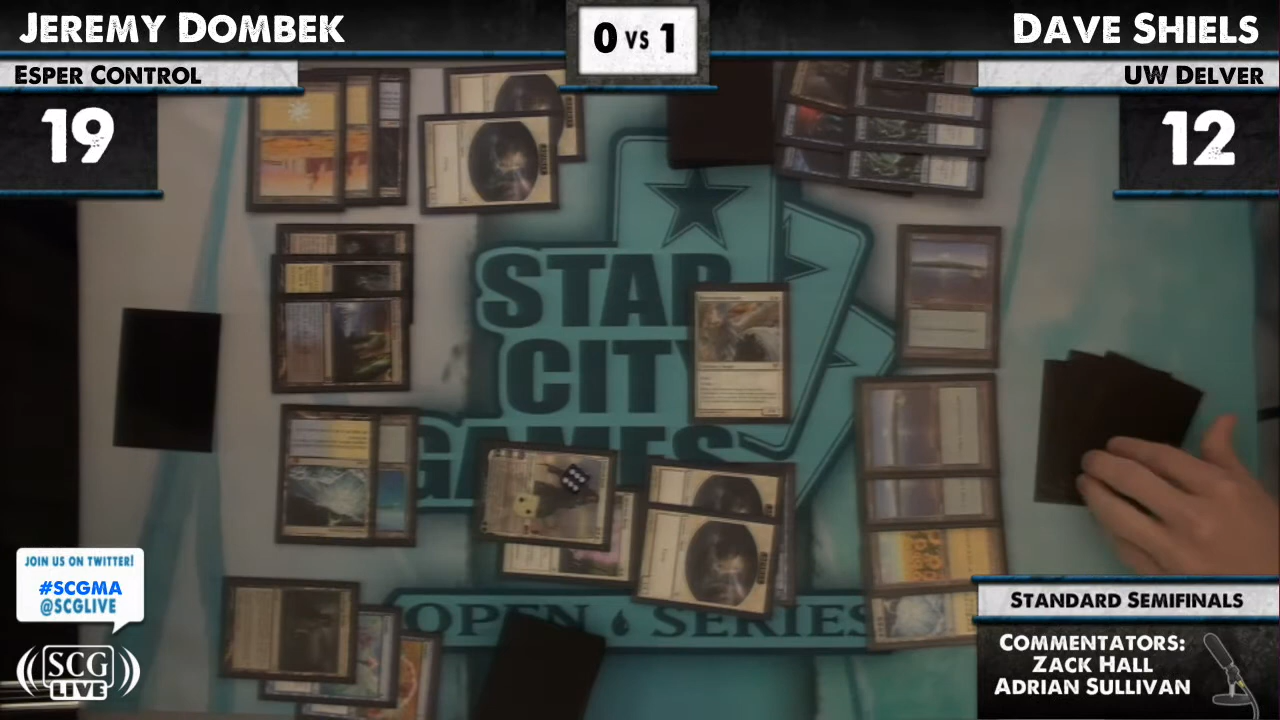 JEREMY DOMBEK
0 VS 1
DAVE SHIELS
ESPER CONTROL
UW DELVER
19
12
STAR
CITY
GAMES
OPEN SERIES
JOIN US ON TWITTER!
#SCGMA
@SCGLIVE
SCG
LIVE
STANDARD SEMIFINALS
COMMENTATORS:
ZACK HALL
ADRIAN SULLIVAN